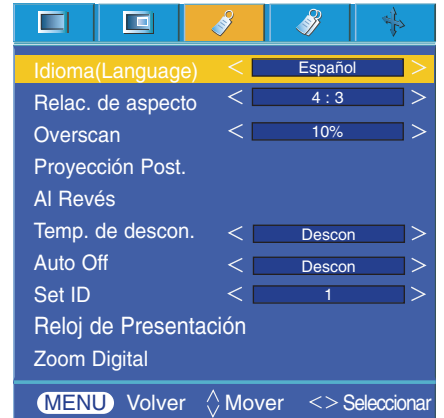 Idioma(Language) < Español >
Relac. de aspecto < 4 : 3 >
Overscan < 10% >
Proyección Post.
Al Revés
Temp. de descon. < Descon >
Auto Off < Descon >
Set ID < 1 >
Reloj de Presentación
Zoom Digital
MENU Volver Mover <> Seleccionar